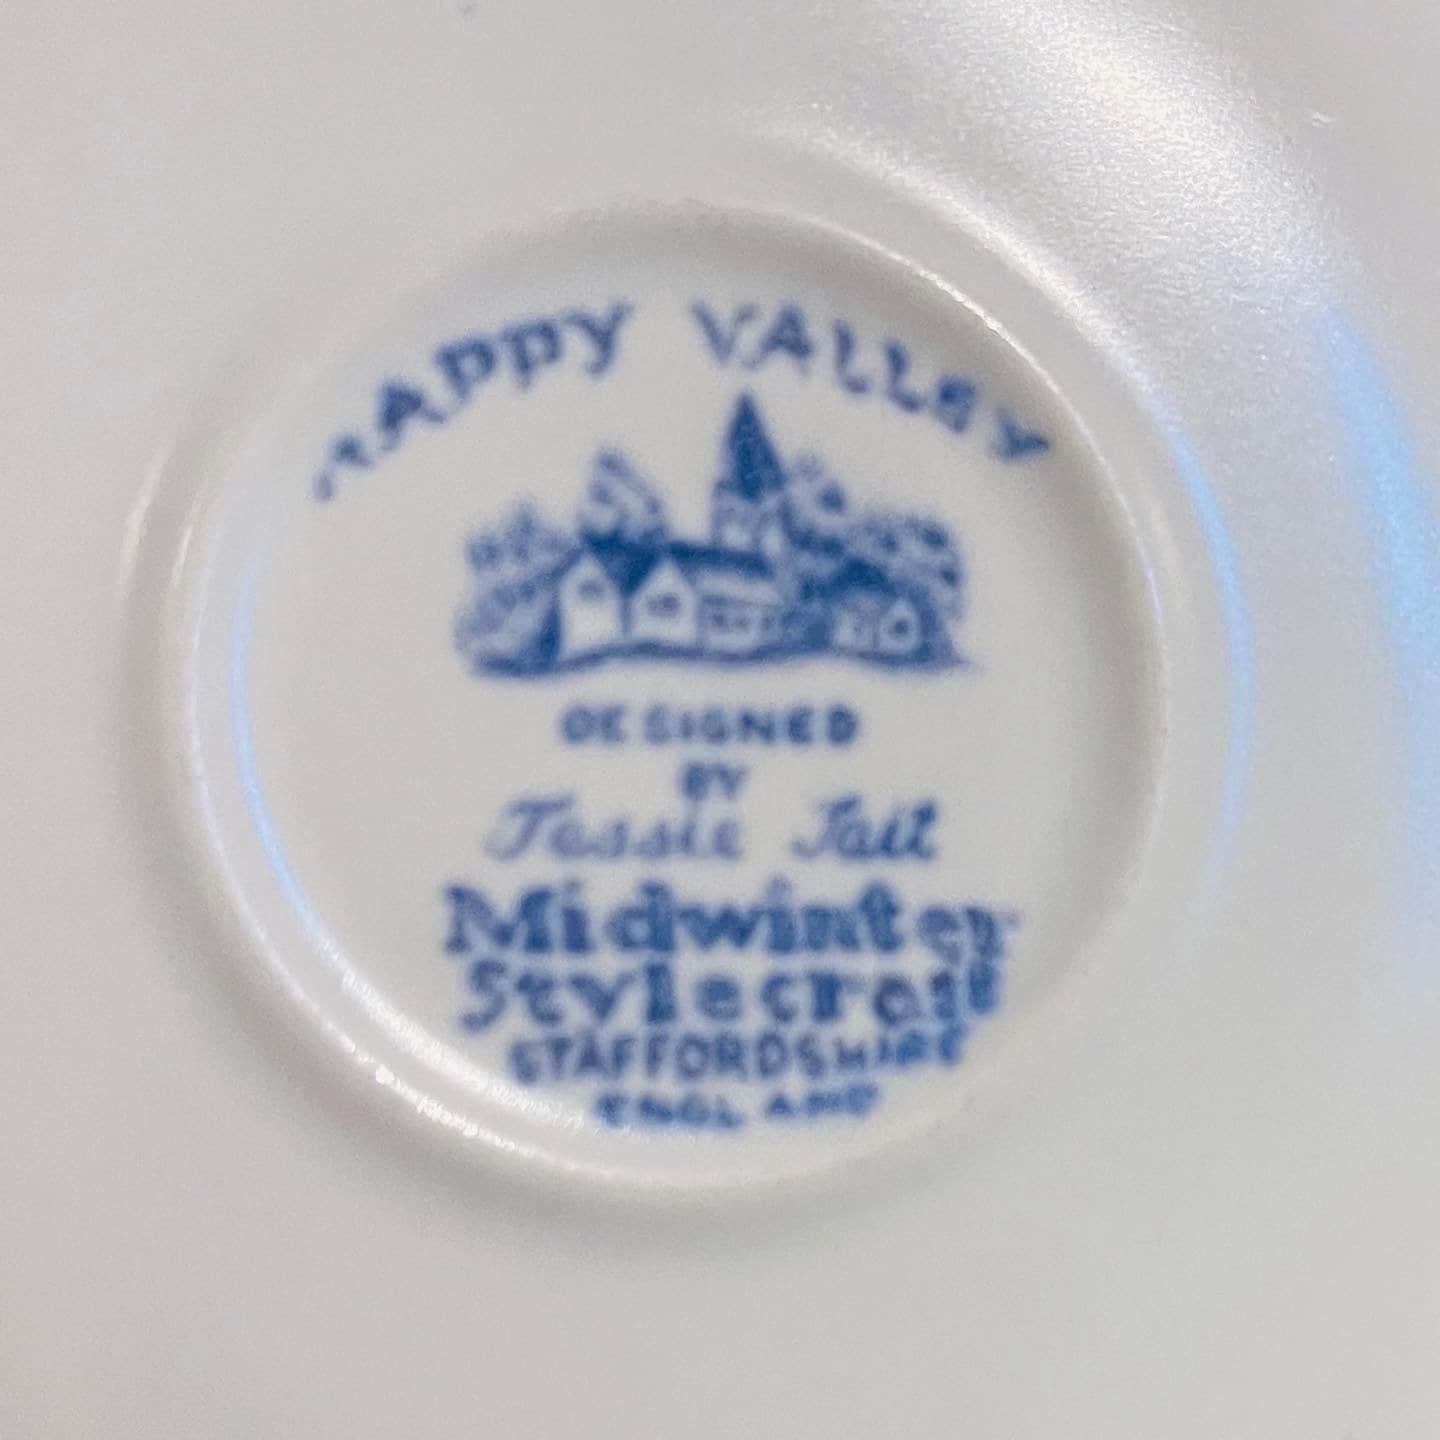 HAPPY VALLEY
DESIGNED
BY
Jessie Tait
Midwinter
Stylecraft
STAFFORDSHIRE
ENGLAND